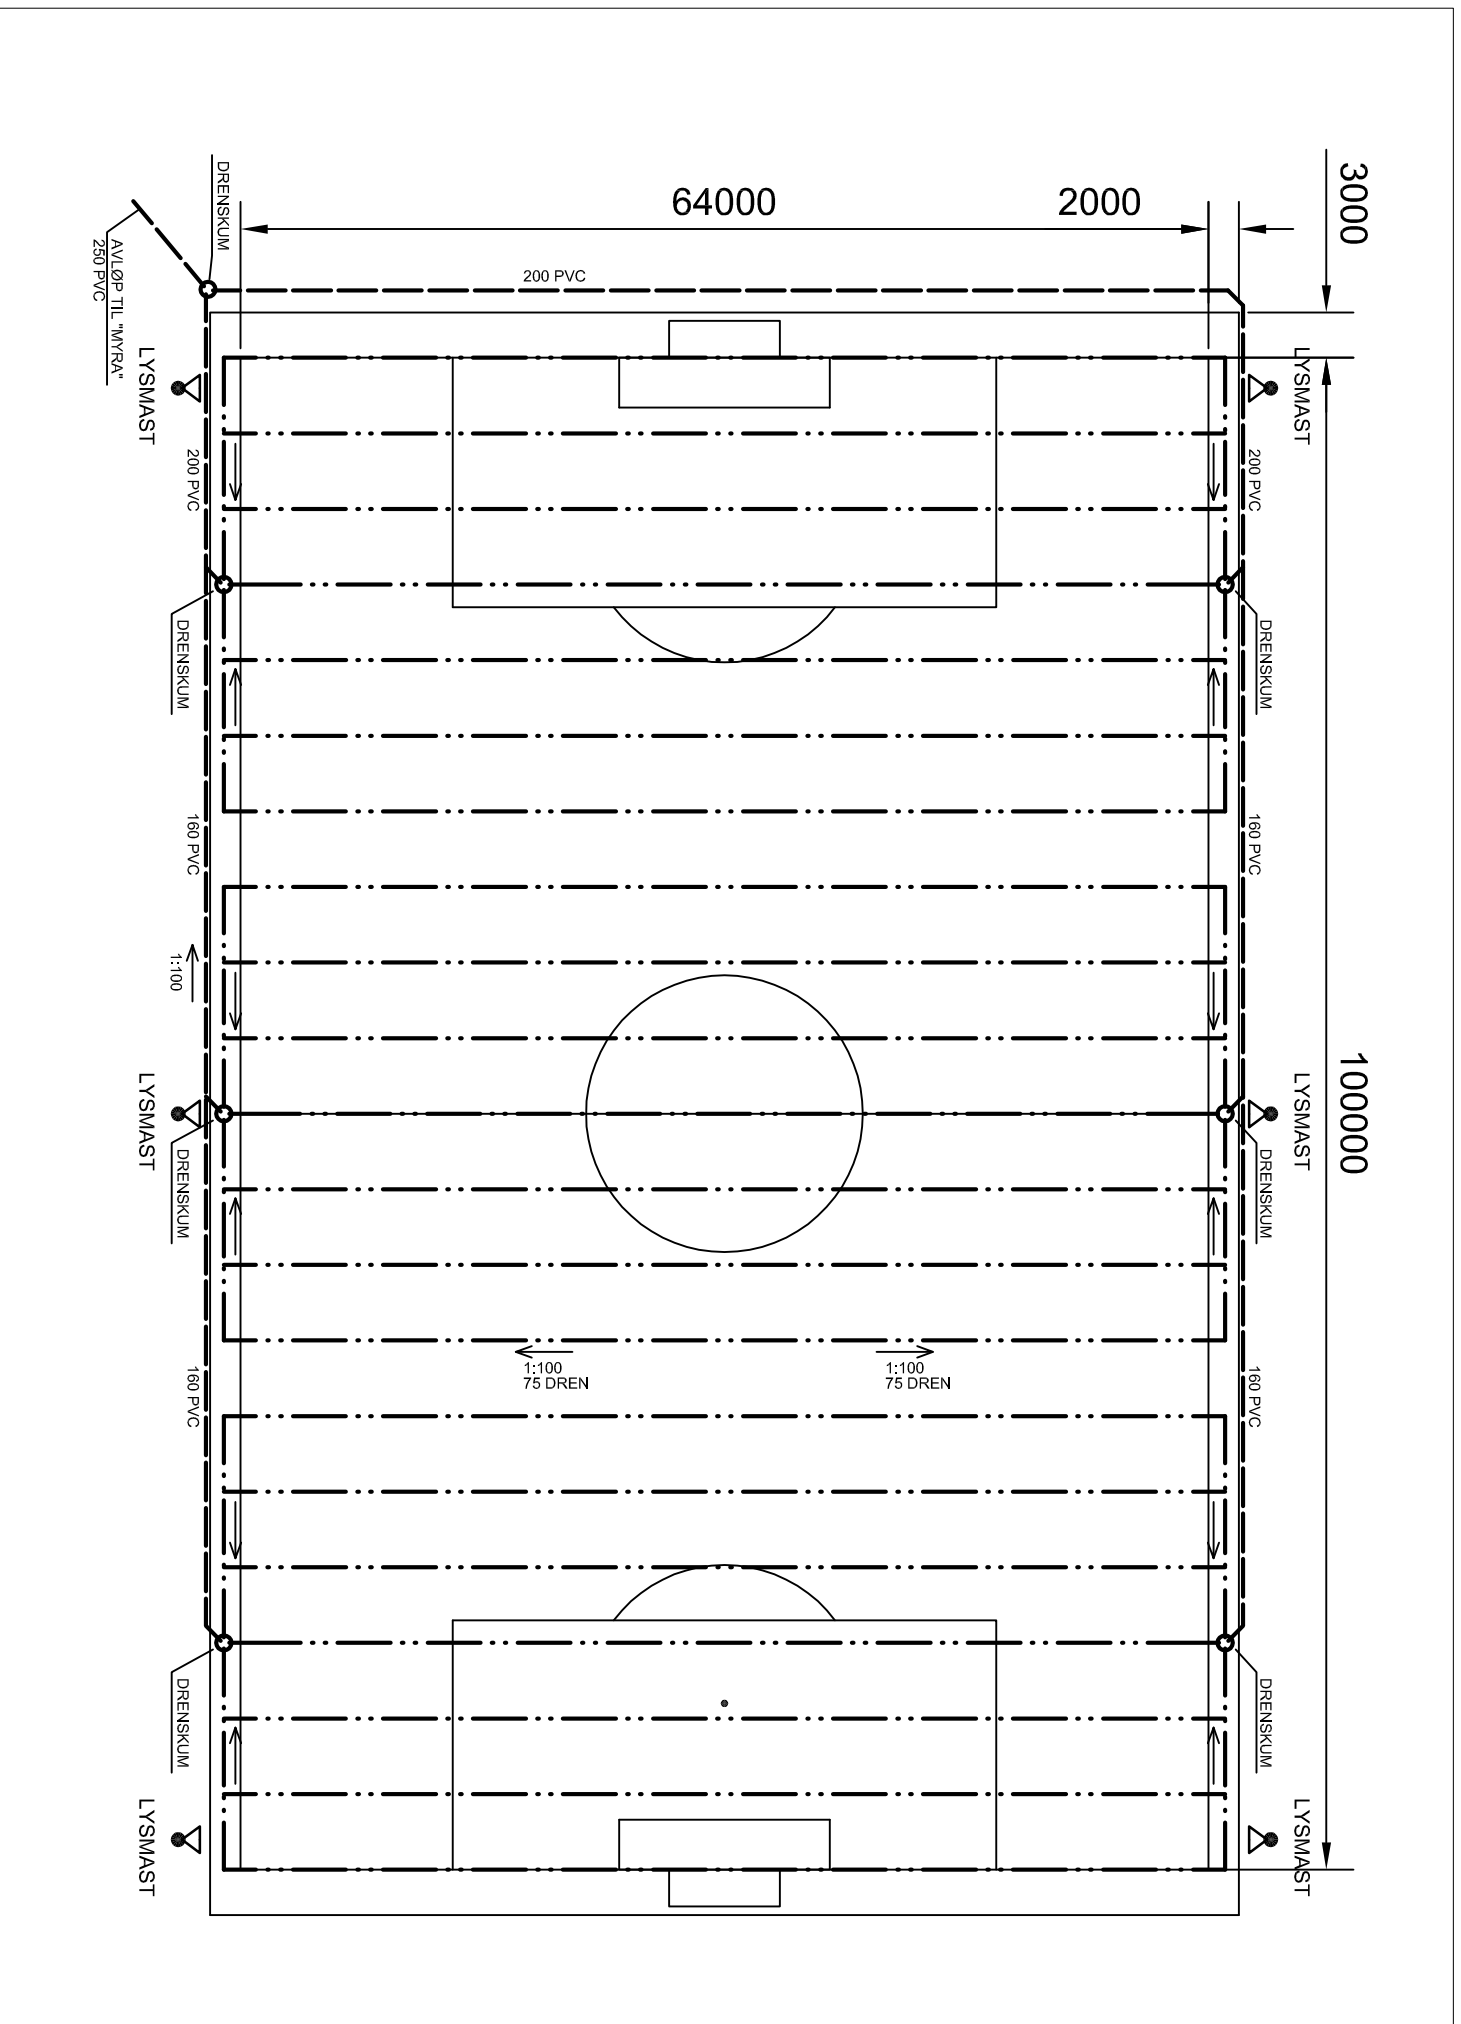 3000
64000
2000
DRENSKUM
200 PVC
AVLØP TIL "MYRA"
250 PVC
LYSMAST
LYSMAST
200 PVC
200 PVC
DRENSKUM
DRENSKUM
160 PVC
160 PVC
1:100
100000
LYSMAST
LYSMAST
DRENSKUM
DRENSKUM
1:100
75 DREN
1:100
75 DREN
160 PVC
160 PVC
DRENSKUM
DRENSKUM
LYSMAST
LYSMAST